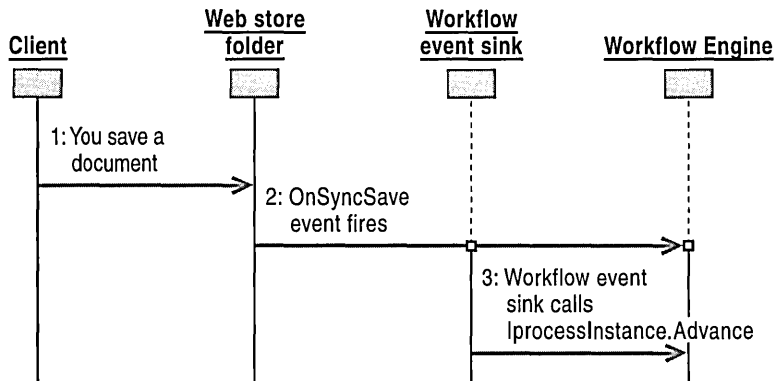 Client
Web store
folder
Workflow
event sink
Workflow Engine
1: You save a
document
2: OnSyncSave
event fires
3: Workflow event
sink calls
IprocessInstance.Advance